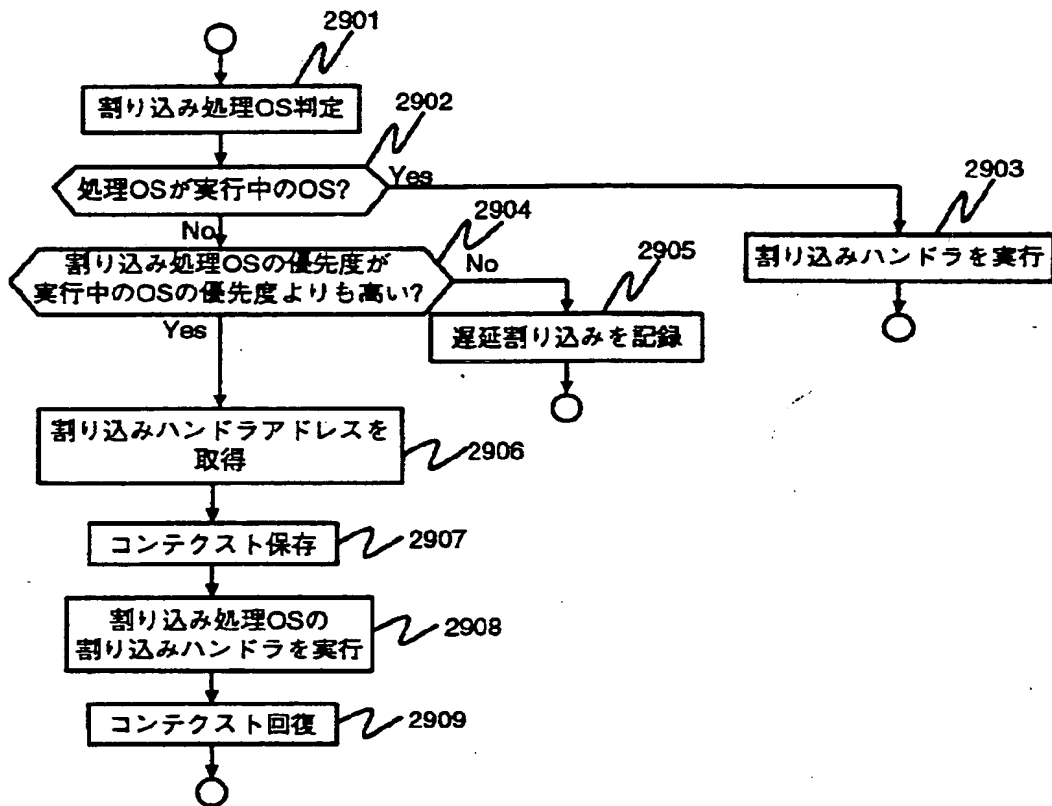 2901
割り込み処理OS判定
2902
処理OSが実行中のOS?
Yes
2903
割り込みハンドラを実行
No
2904
割り込み処理OSの優先度が
実行中のOSの優先度よりも高い?
No
2905
遅延割り込みを記録
Yes
割り込みハンドラアドレスを
取得
2906
コンテクスト保存
2907
割り込み処理OSの
割り込みハンドラを実行
2908
コンテクスト回復
2909